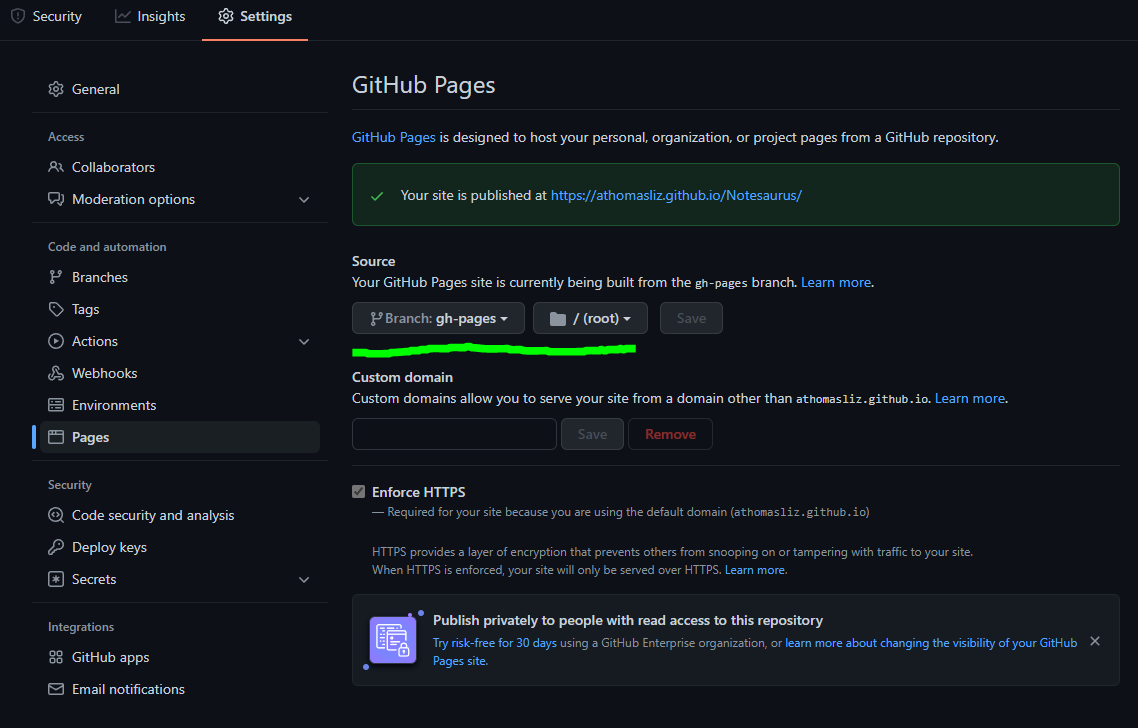 Security Insights Settings
General
Access
Collaborators
Moderation options
Code and automation
Branches
Tags
Actions
Webhooks
Environments
Pages
Security
Code security and analysis
Deploy keys
Secrets
Integrations
GitHub apps
Email notifications
GitHub Pages
GitHub Pages is designed to host your personal, organization, or project pages from a GitHub repository.
Your site is published at https://athomasliz.github.io/Notesaurus/
Source
Your GitHub Pages site is currently being built from the gh-pages branch. Learn more.
Branch: gh-pages / (root) Save
Custom domain
Custom domains allow you to serve your site from a domain other than athomasliz.github.io. Learn more.
Save Remove
Enforce HTTPS
— Required for your site because you are using the default domain (athomasliz.github.io)
HTTPS provides a layer of encryption that prevents others from snooping on or tampering with traffic to your site.
When HTTPS is enforced, your site will only be served over HTTPS. Learn more.
Publish privately to people with read access to this repository
Try risk-free for 30 days using a GitHub Enterprise organization, or learn more about changing the visibility of your GitHub
Pages site.